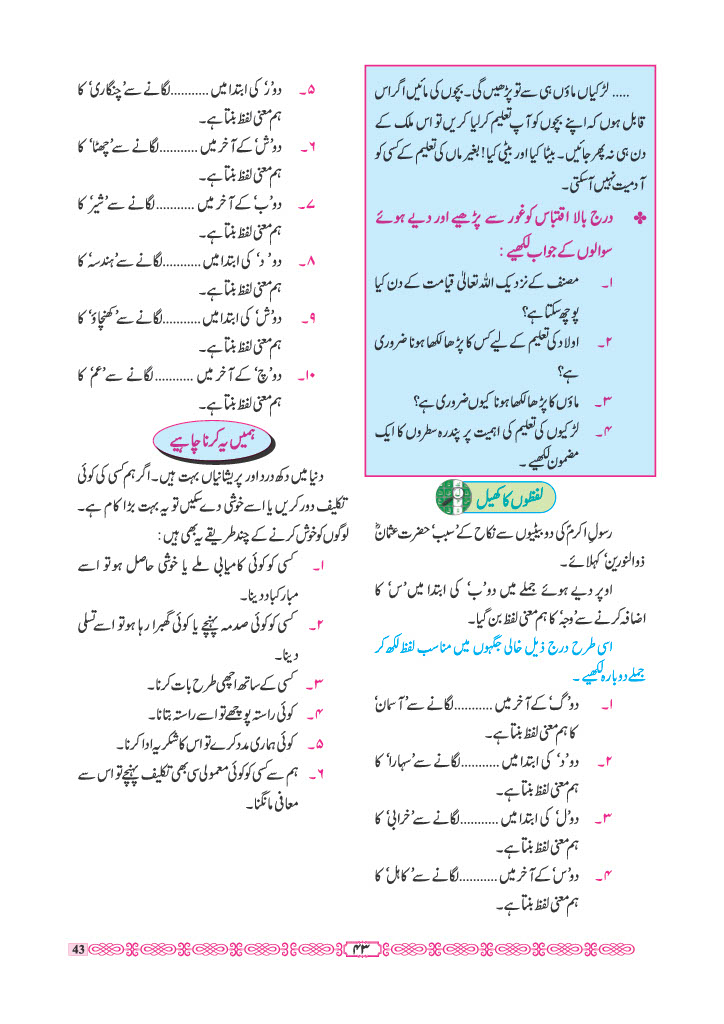 ..... لڑکیاں ماؤں ہی سے تو پڑھیں گی۔ بچوں کی مائیں اگر اس
قابل ہوں کہ اپنے بچوں کو آپ تعلیم کر لیا کریں تو اس ملک کے
دن ہی نہ پھر جائیں۔ بیٹا کیا اور بیٹی کیا! بغیر ماں کی تعلیم کے کسی کو
آدمیت نہیں آسکتی۔
❖ درج بالا اقتباس کو غور سے پڑھیے اور دیے ہوئے
سوالوں کے جواب لکھیے :
۱۔ مصنف کے نزدیک اللہ تعالیٰ قیامت کے دن کیا
پوچھ سکتا ہے؟
۲۔ اولاد کی تعلیم کے لیے کس کا پڑھا لکھا ہونا ضروری
ہے؟
۳۔ ماؤں کا پڑھا لکھا ہونا کیوں ضروری ہے؟
۴۔ لڑکیوں کی تعلیم کی اہمیت پر پندرہ سطروں کا ایک
مضمون لکھیے۔
لفظوں کا کھیل
رسولِ اکرمؐ کی دو بیٹیوں سے نکاح کے 'سبب' حضرت عثمانؓ
'ذوالنورین' کہلائے۔
اوپر دیے ہوئے جملے میں دو 'ب' کی ابتدا میں 'س' کا
اضافہ کرنے سے 'وجہ' کا ہم معنی لفظ بن گیا۔
اسی طرح درج ذیل خالی جگہوں میں مناسب لفظ لکھ کر
جملے دوبارہ لکھیے۔
۱۔ دو 'گ' کے آخر میں ...........لگانے سے 'آسمان'
کا ہم معنی لفظ بنتا ہے۔
۲۔ دو 'د' کی ابتدا میں ...........لگانے سے 'سہارا' کا
ہم معنی لفظ بنتا ہے۔
۳۔ دو 'ل' کی ابتدا میں ...........لگانے سے 'خرابی' کا
ہم معنی لفظ بنتا ہے۔
۴۔ دو 'س' کے آخر میں ...........لگانے سے 'کاہل' کا
ہم معنی لفظ بنتا ہے۔
۵۔ دو 'ر' کی ابتدا میں ...........لگانے سے 'چنگاری' کا
ہم معنی لفظ بنتا ہے۔
۶۔ دو 'ش' کے آخر میں ...........لگانے سے 'چھٹا' کا
ہم معنی لفظ بنتا ہے۔
۷۔ دو 'ب' کے آخر میں ........... لگانے سے 'شیر' کا
ہم معنی لفظ بنتا ہے۔
۸۔ دو 'د' کی ابتدا میں ...........لگانے سے 'ہندسہ' کا
ہم معنی لفظ بنتا ہے۔
۹۔ دو 'ش' کی ابتدا میں ...........لگانے سے 'کھنچاؤ' کا
ہم معنی لفظ بنتا ہے۔
۱۰۔ دو 'چ' کے آخر میں ........... لگانے سے 'عم' کا
ہم معنی لفظ بنتا ہے۔
ہمیں یہ کرنا چاہیے
دنیا میں دکھ درد اور پریشانیاں بہت ہیں۔ اگر ہم کسی کی کوئی
تکلیف دور کریں یا اسے خوشی دے سکیں تو یہ بہت بڑا کام ہے۔
لوگوں کو خوش کرنے کے چند طریقے یہ بھی ہیں :
۱۔ کسی کو کوئی کامیابی ملے یا خوشی حاصل ہو تو اسے
مبارکباد دینا۔
۲۔ کسی کو کوئی صدمہ پہنچے یا کوئی گھبرا رہا ہو تو اسے تسلی
دینا۔
۳۔ کسی کے ساتھ اچھی طرح بات کرنا۔
۴۔ کوئی راستہ پوچھے تو اسے راستہ بتانا۔
۵۔ کوئی ہماری مدد کرے تو اس کا شکریہ ادا کرنا۔
۶۔ ہم سے کسی کو کوئی معمولی سی بھی تکلیف پہنچے تو اس سے
معافی مانگنا۔
۴۳
43